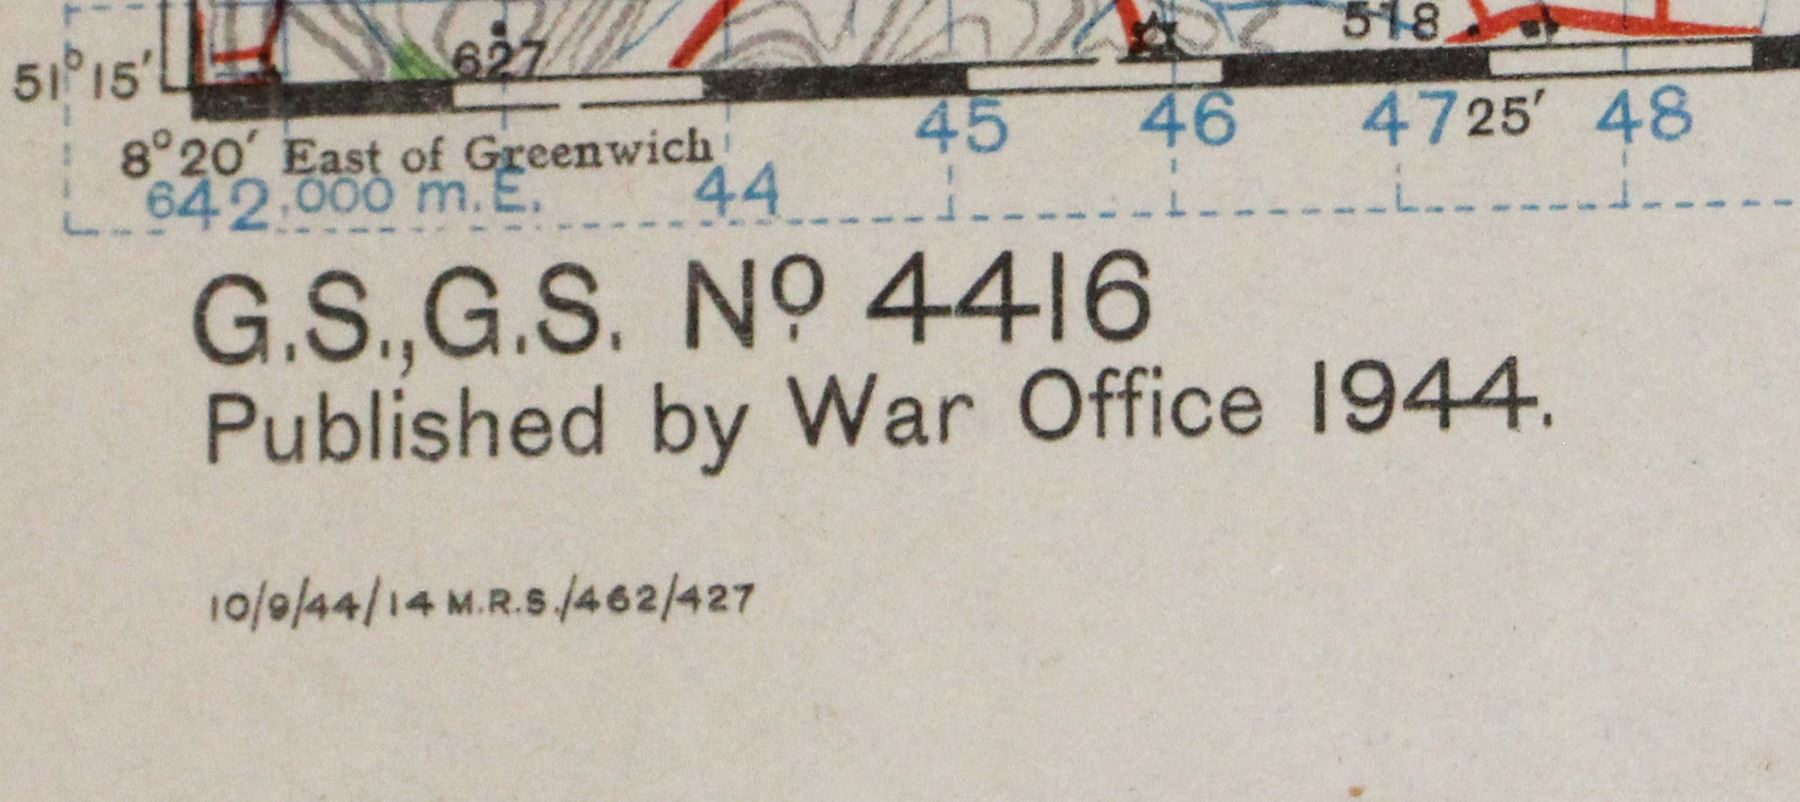 627
518
51°15′
45 46 47 25′ 48
8°20′ East of Greenwich
642,000 m.E. 44
G.S.,G.S. Nº 4416
Published by War Office 1944.
10/9/44/14 M.R.S./462/427